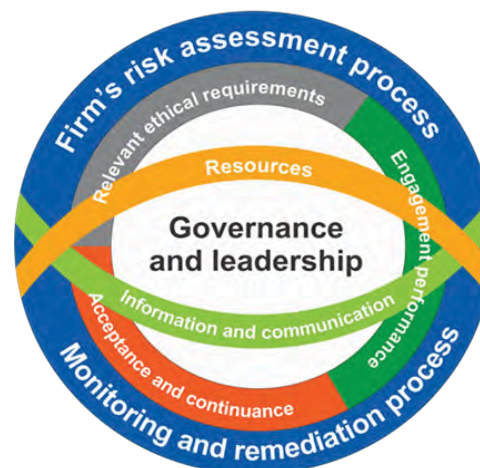 Firm's risk assessment process
Relevant ethical requirements
Resources
Engagement performance
Governance
and leadership
Information and communication
Acceptance and continuance
Monitoring and remediation process